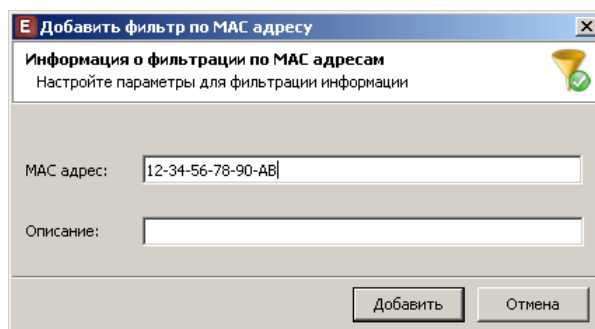 E Добавить фильтр по MAC адресу
Информация о фильтрации по MAC адресам
Настройте параметры для фильтрации информации
MAC адрес: 12-34-56-78-90-AB
Описание:
Добавить Отмена